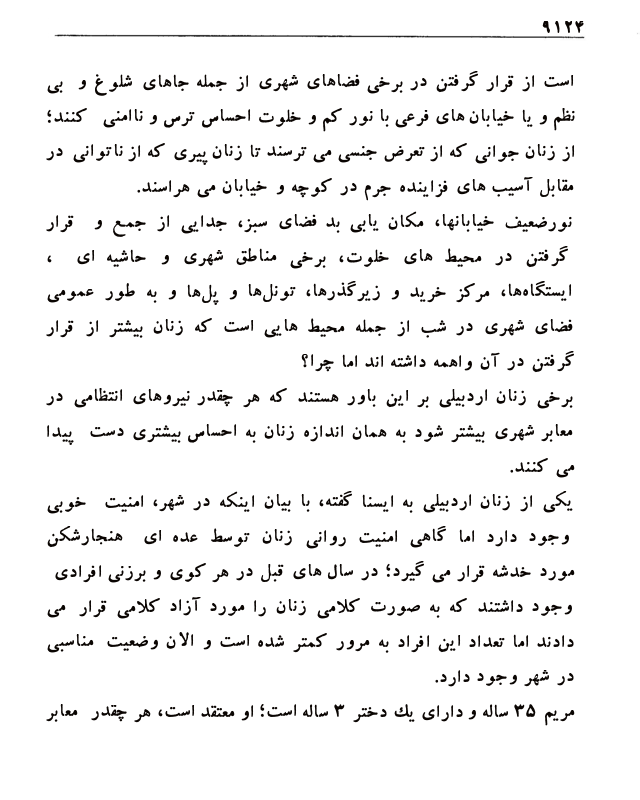 ۹۱۲۴
است از قرار گرفتن در برخی فضاهای شهری از جمله جاهای شلوغ و بی
نظم و یا خیابان های فرعی با نور کم و خلوت احساس ترس و ناامنی کنند؛
از زنان جوانی که از تعرض جنسی می ترسند تا زنان پیری که از ناتوانی در
مقابل آسیب های فزاینده جرم در کوچه و خیابان می هراسند.
نورضعیف خیابانها، مکان یابی بد فضای سبز، جدایی از جمع و قرار
گرفتن در محیط های خلوت، برخی مناطق شهری و حاشیه ای ،
ایستگاه‌ها، مرکز خرید و زیرگذرها، تونل‌ها و پل‌ها و به طور عمومی
فضای شهری در شب از جمله محیط هایی است که زنان بیشتر از قرار
گرفتن در آن واهمه داشته اند اما چرا؟
برخی زنان اردبیلی بر این باور هستند که هر چقدر نیروهای انتظامی در
معابر شهری بیشتر شود به همان اندازه زنان به احساس بیشتری دست پیدا
می کنند.
یکی از زنان اردبیلی به ایسنا گفته، با بیان اینکه در شهر، امنیت خوبی
وجود دارد اما گاهی امنیت روانی زنان توسط عده ای هنجارشکن
مورد خدشه قرار می گیرد؛ در سال های قبل در هر کوی و برزنی افرادی
وجود داشتند که به صورت کلامی زنان را مورد آزاد کلامی قرار می
دادند اما تعداد این افراد به مرور کمتر شده است و الان وضعیت مناسبی
در شهر وجود دارد.
مریم ۳۵ ساله و دارای یك دختر ۳ ساله است؛ او معتقد است، هر چقدر معابر